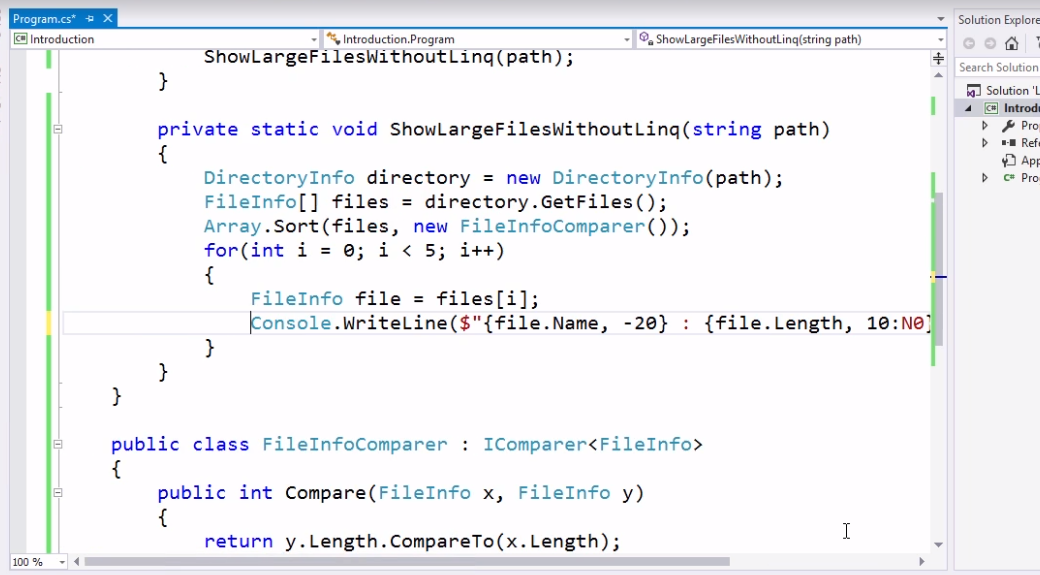 Program.cs*
Solution Explore
Introduction
Introduction.Program
ShowLargeFilesWithoutLinq(string path)
Search Solution
Solution 'L
Introdu
Pro
Refe
App
Pro
ShowLargeFilesWithoutLinq(path);
}
private static void ShowLargeFilesWithoutLinq(string path)
{
DirectoryInfo directory = new DirectoryInfo(path);
FileInfo[] files = directory.GetFiles();
Array.Sort(files, new FileInfoComparer());
for(int i = 0; i < 5; i++)
{
FileInfo file = files[i];
Console.WriteLine($"{file.Name, -20} : {file.Length, 10:N0}
}
}
}
public class FileInfoComparer : IComparer<FileInfo>
{
public int Compare(FileInfo x, FileInfo y)
{
return y.Length.CompareTo(x.Length);
100 %